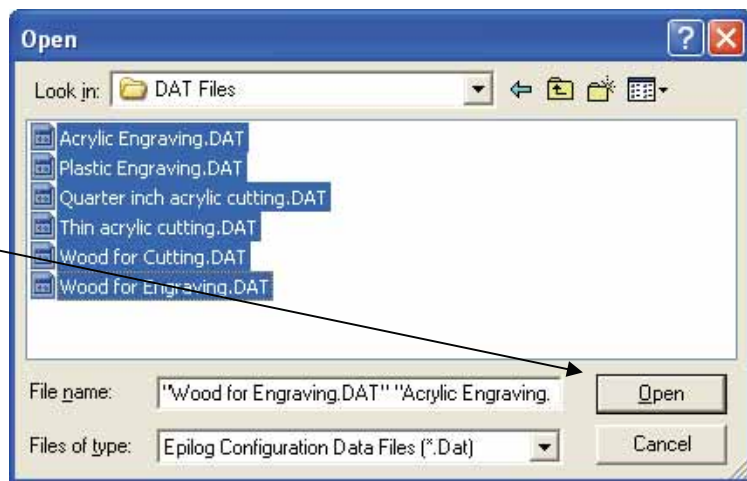 Open
Look in: DAT Files
Acrylic Engraving.DAT
Plastic Engraving.DAT
Quarter inch acrylic cutting.DAT
Thin acrylic cutting.DAT
Wood for Cutting.DAT
Wood for Engraving.DAT
File name: "Wood for Engraving.DAT" "Acrylic Engraving. Open
Files of type: Epilog Configuration Data Files (*.Dat) Cancel